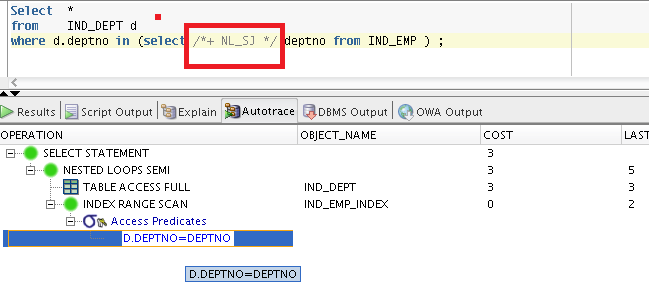 Select *
from IND_DEPT d
where d.deptno in (select /*+ NL_SJ */ deptno from IND_EMP ) ;
Results Script Output Explain Autotrace DBMS Output OWA Output
OPERATION OBJECT_NAME COST LAST
SELECT STATEMENT 3
NESTED LOOPS SEMI 3 5
TABLE ACCESS FULL IND_DEPT 3 3
INDEX RANGE SCAN IND_EMP_INDEX 0 2
Access Predicates
D.DEPTNO=DEPTNO
D.DEPTNO=DEPTNO